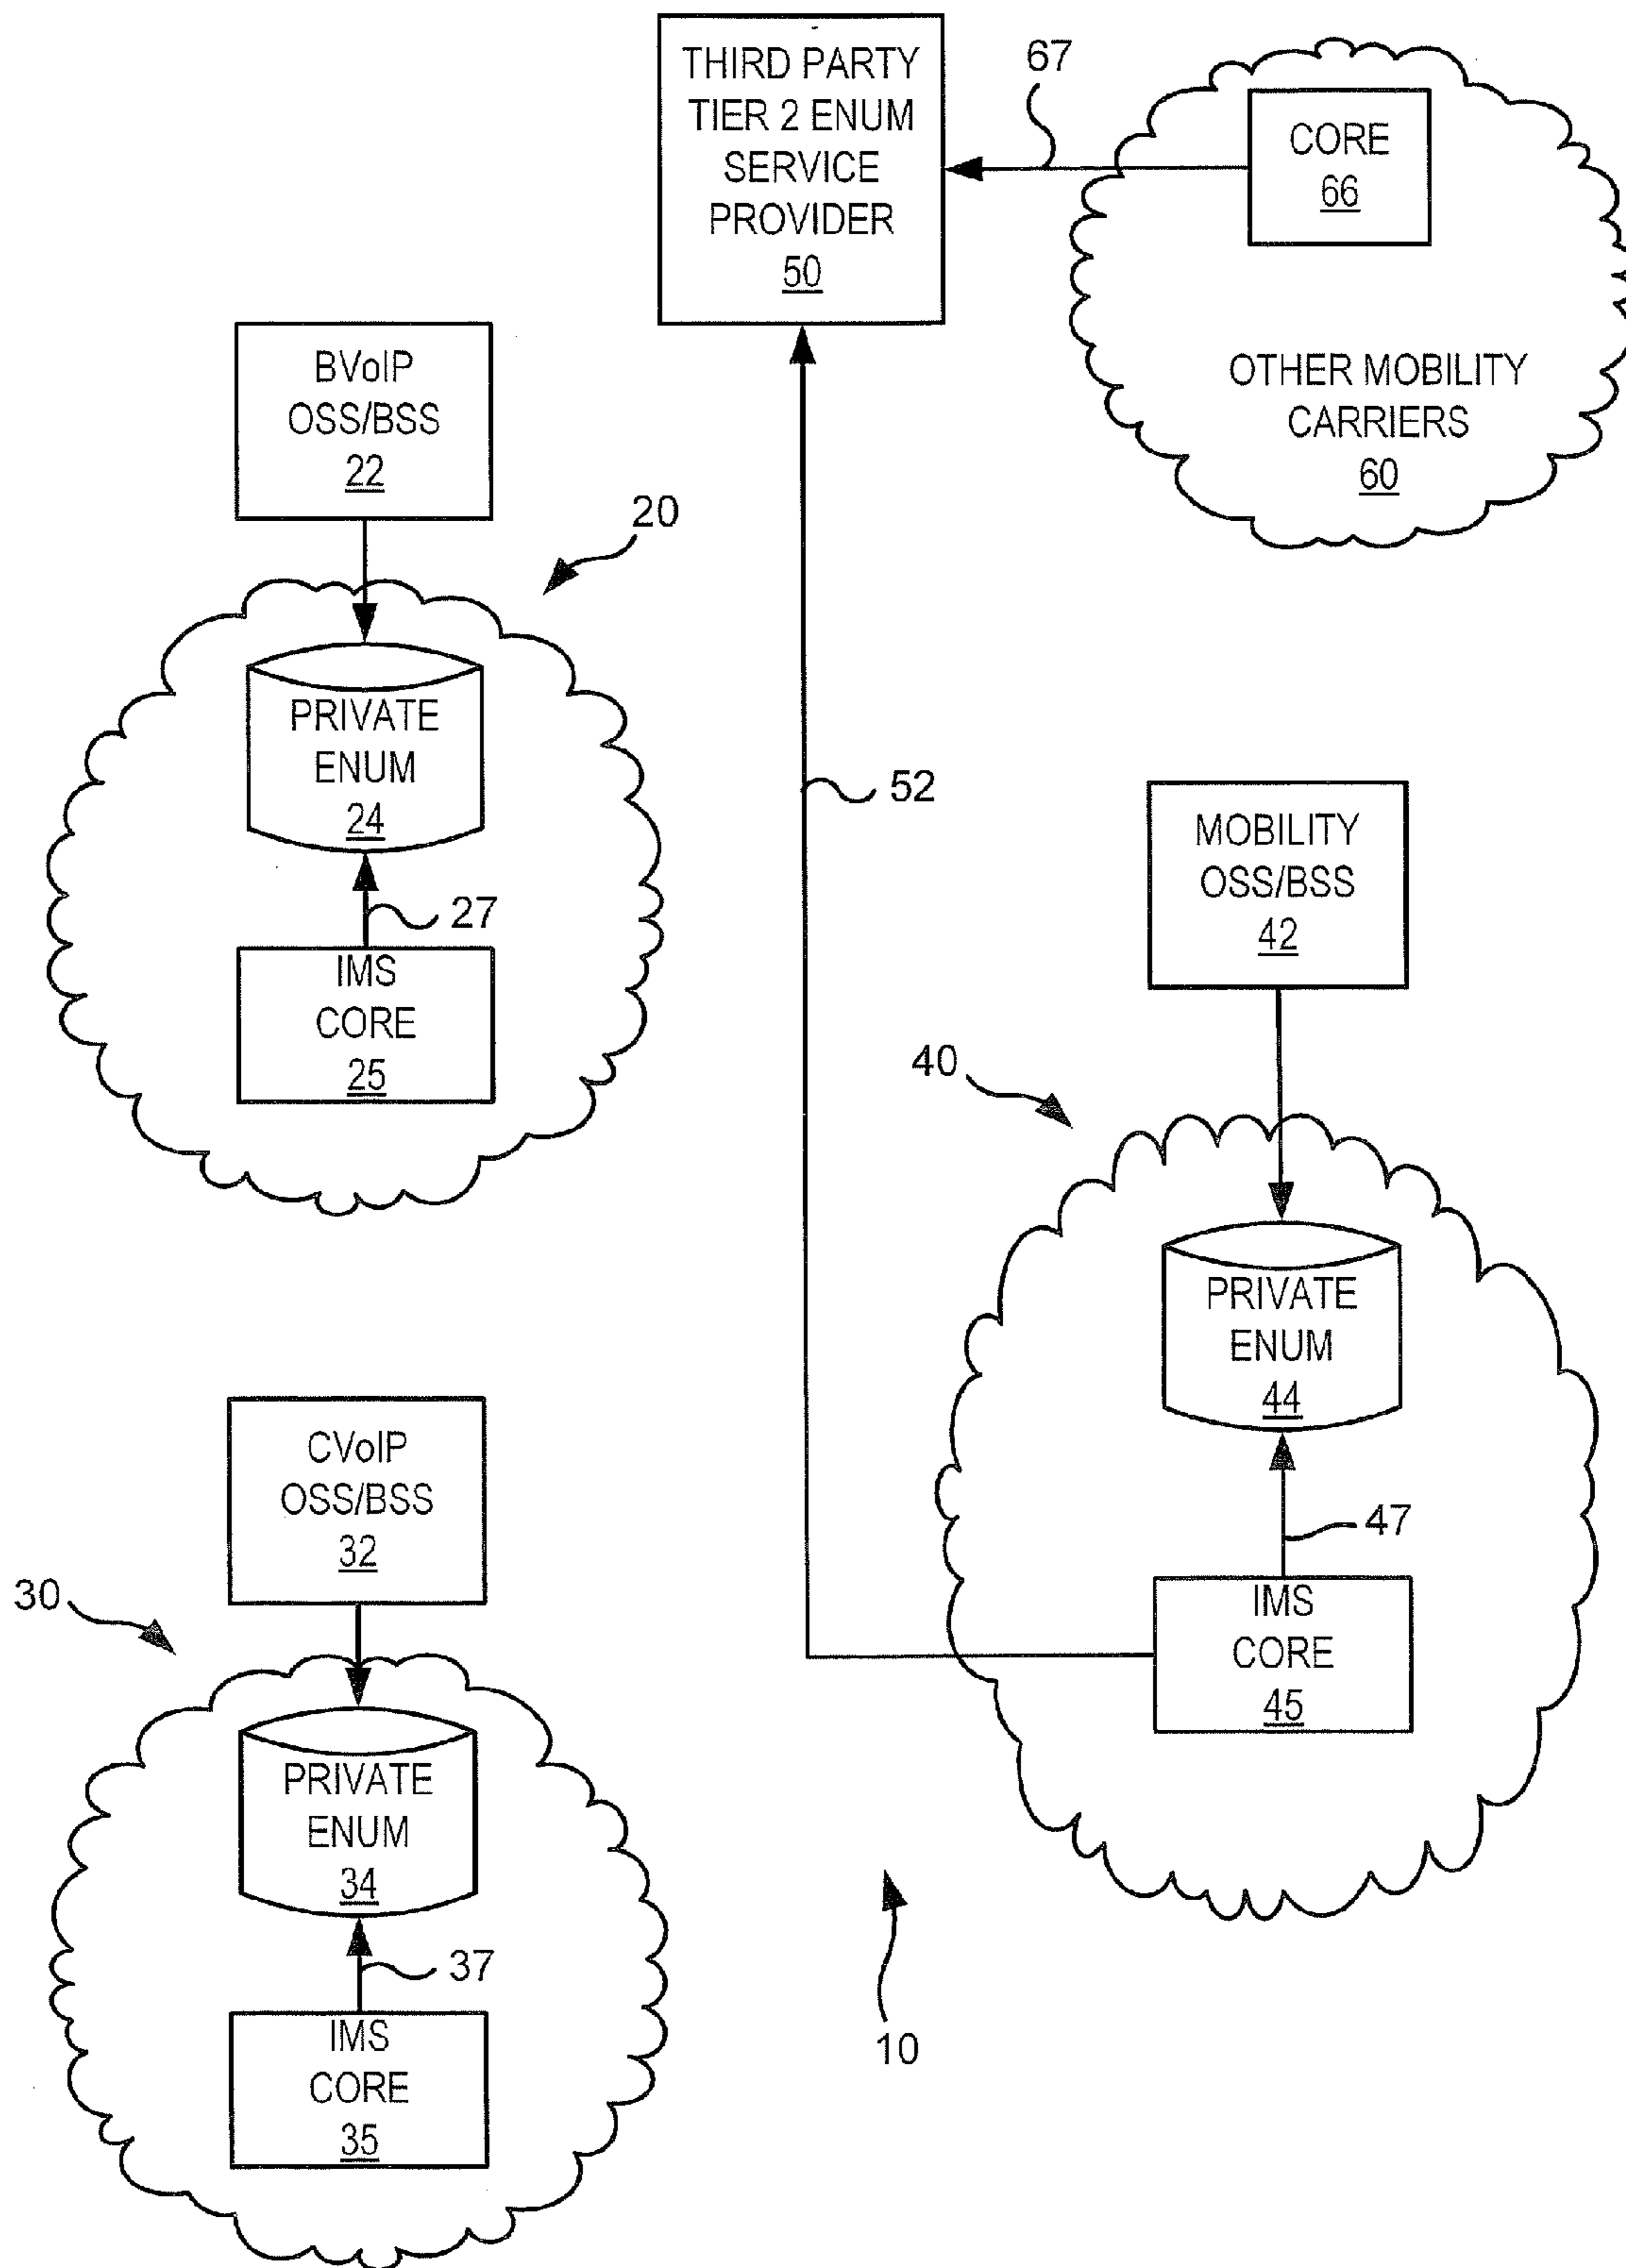 THIRD PARTY
TIER 2 ENUM
SERVICE
PROVIDER
50
67
CORE
66
OTHER MOBILITY
CARRIERS
60
BVoIP
OSS/BSS
22
20
PRIVATE
ENUM
24
27
IMS
CORE
25
52
MOBILITY
OSS/BSS
42
40
PRIVATE
ENUM
44
47
IMS
CORE
45
CVoIP
OSS/BSS
32
30
PRIVATE
ENUM
34
37
IMS
CORE
35
10